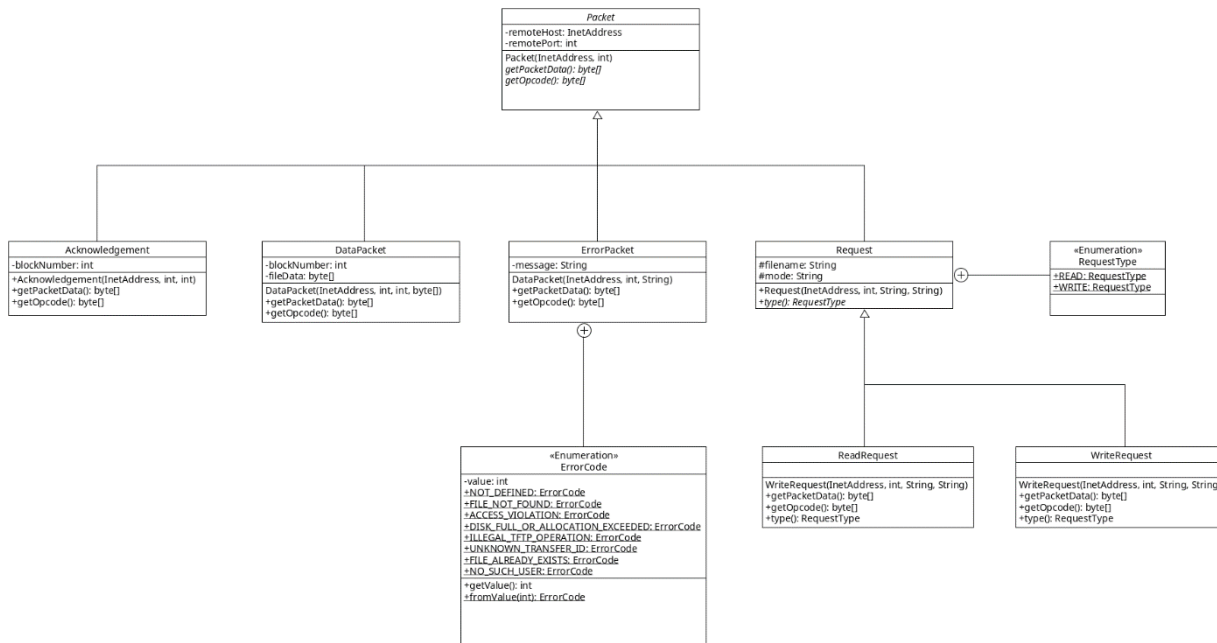 Packet
-remoteHost: InetAddress
-remotePort: int
Packet(InetAddress, int)
getPacketData(): byte[]
getOpcode(): byte[]
Acknowledgement
-blockNumber: int
+Acknowledgement(InetAddress, int, int)
+getPacketData(): byte[]
+getOpcode(): byte[]
DataPacket
-blockNumber: int
-fileData: byte[]
DataPacket(InetAddress, int, int, byte[])
+getPacketData(): byte[]
+getOpcode(): byte[]
ErrorPacket
-message: String
DataPacket(InetAddress, int, String)
+getPacketData(): byte[]
+getOpcode(): byte[]
Request
#filename: String
#mode: String
+Request(InetAddress, int, String, String)
+type(): RequestType
«Enumeration»
RequestType
+READ: RequestType
+WRITE: RequestType
«Enumeration»
ErrorCode
-value: int
+NOT_DEFINED: ErrorCode
+FILE_NOT_FOUND: ErrorCode
+ACCESS_VIOLATION: ErrorCode
+DISK_FULL_OR_ALLOCATION_EXCEEDED: ErrorCode
+ILLEGAL_TFTP_OPERATION: ErrorCode
+UNKNOWN_TRANSFER_ID: ErrorCode
+FILE_ALREADY_EXISTS: ErrorCode
+NO_SUCH_USER: ErrorCode
+getValue(): int
+fromValue(int): ErrorCode
ReadRequest
WriteRequest(InetAddress, int, String, String)
+getPacketData(): byte[]
+getOpcode(): byte[]
+type(): RequestType
WriteRequest
WriteRequest(InetAddress, int, String, String)
+getPacketData(): byte[]
+getOpcode(): byte[]
+type(): RequestType